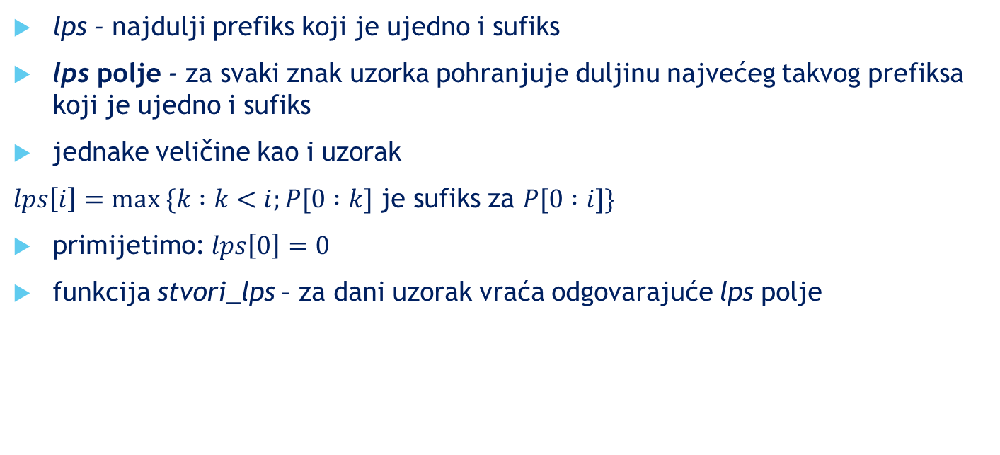 lps – najdulji prefiks koji je ujedno i sufiks
lps polje - za svaki znak uzorka pohranjuje duljinu najvećeg takvog prefiksa
koji je ujedno i sufiks
jednake veličine kao i uzorak
lps[i] = max {k : k < i; P[0 : k] je sufiks za P[0 : i]}
primijetimo: lps[0] = 0
funkcija stvori_lps – za dani uzorak vraća odgovarajuće lps polje